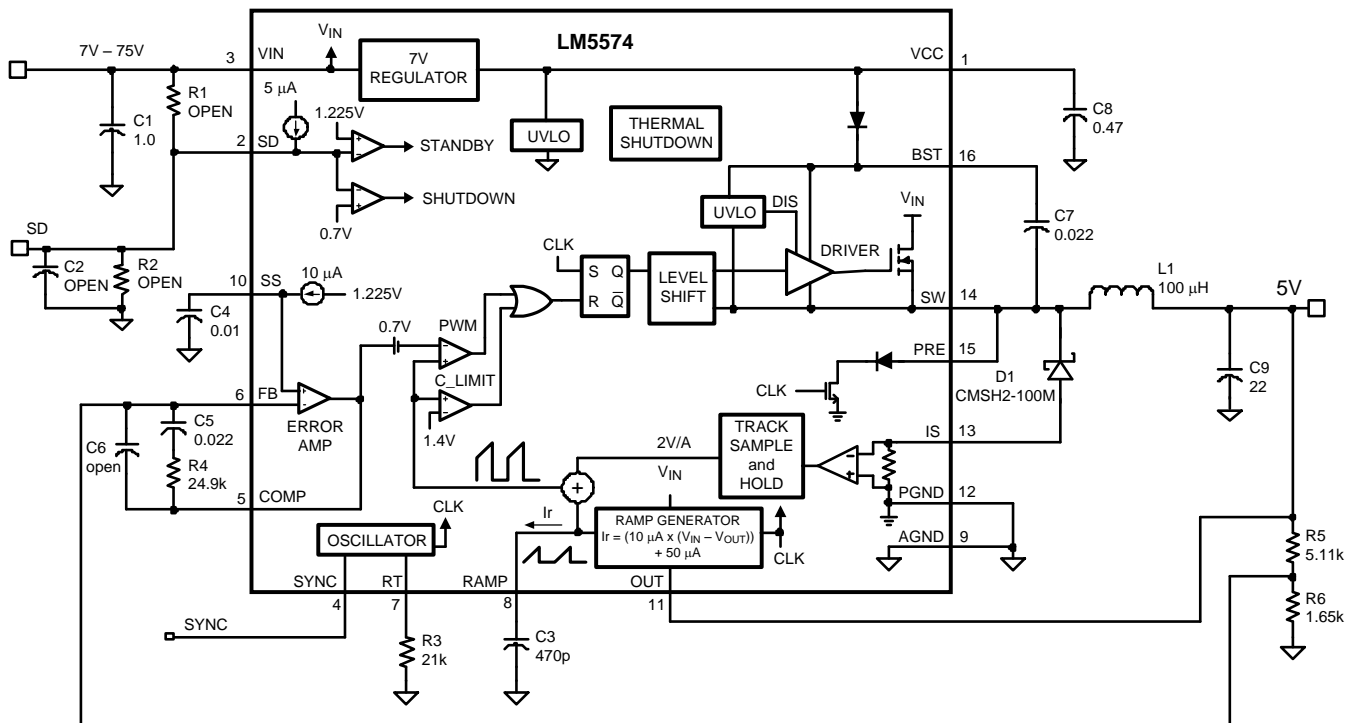 LM5574
7V – 75V
3
VIN
V_IN
7V
REGULATOR
VCC
1
R1
OPEN
C1
1.0
5 µA
1.225V
2
SD
STANDBY
SHUTDOWN
0.7V
UVLO
THERMAL
SHUTDOWN
C8
0.47
BST
16
UVLO
DIS
V_IN
DRIVER
C7
0.022
SD
C2
OPEN
R2
OPEN
10
SS
10 µA
1.225V
C4
0.01
CLK
S
Q
R
Q̅
LEVEL
SHIFT
SW
14
L1
100 µH
5V
0.7V
PWM
C_LIMIT
1.4V
PRE
15
CLK
D1
CMSH2-100M
C9
22
6
FB
ERROR
AMP
C5
0.022
C6
open
R4
24.9k
5
COMP
2V/A
TRACK
SAMPLE
and
HOLD
IS
13
PGND
12
AGND
9
+
V_IN
Ir
RAMP GENERATOR
Ir = (10 µA x (V_IN – V_OUT))
+ 50 µA
CLK
CLK
OSCILLATOR
SYNC
RT
RAMP
OUT
4
7
8
11
SYNC
R3
21k
C3
470p
R5
5.11k
R6
1.65k